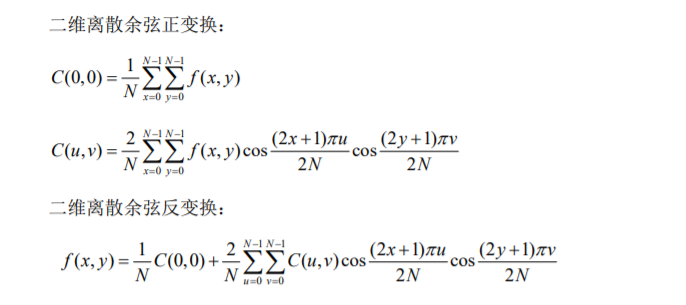 二维离散余弦正变换：
C(0,0) = \frac{1}{N} \sum_{x=0}^{N-1} \sum_{y=0}^{N-1} f(x,y)
C(u,v) = \frac{2}{N} \sum_{x=0}^{N-1} \sum_{y=0}^{N-1} f(x,y) \cos \frac{(2x+1)\pi u}{2N} \cos \frac{(2y+1)\pi v}{2N}
二维离散余弦反变换：
f(x,y) = \frac{1}{N} C(0,0) + \frac{2}{N} \sum_{u=0}^{N-1} \sum_{v=0}^{N-1} C(u,v) \cos \frac{(2x+1)\pi u}{2N} \cos \frac{(2y+1)\pi v}{2N}